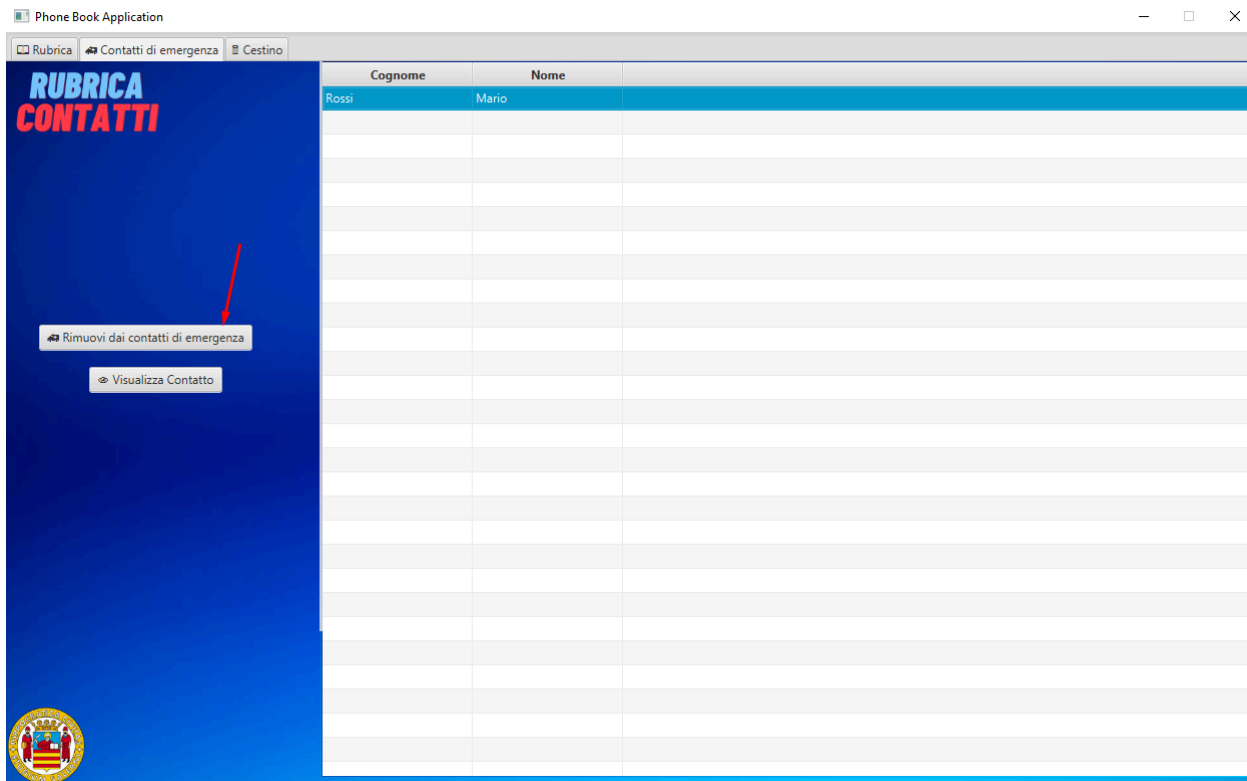 Phone Book Application
Rubrica Contatti di emergenza Cestino
RUBRICA
CONTATTI
Cognome Nome
Rossi Mario
Rimuovi dai contatti di emergenza
Visualizza Contatto